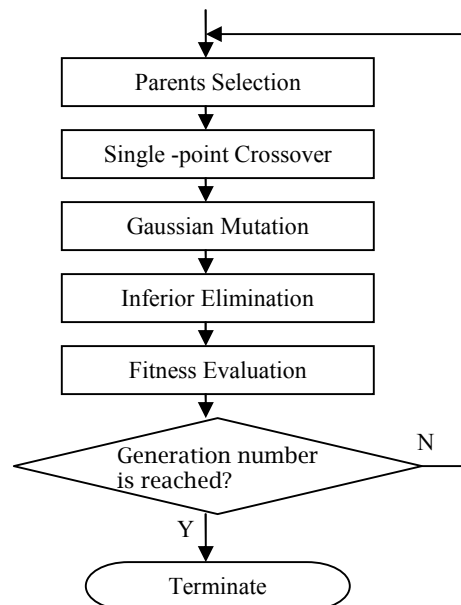 Parents Selection
Single -point Crossover
Gaussian Mutation
Inferior Elimination
Fitness Evaluation
Generation number
is reached?
N
Y
Terminate